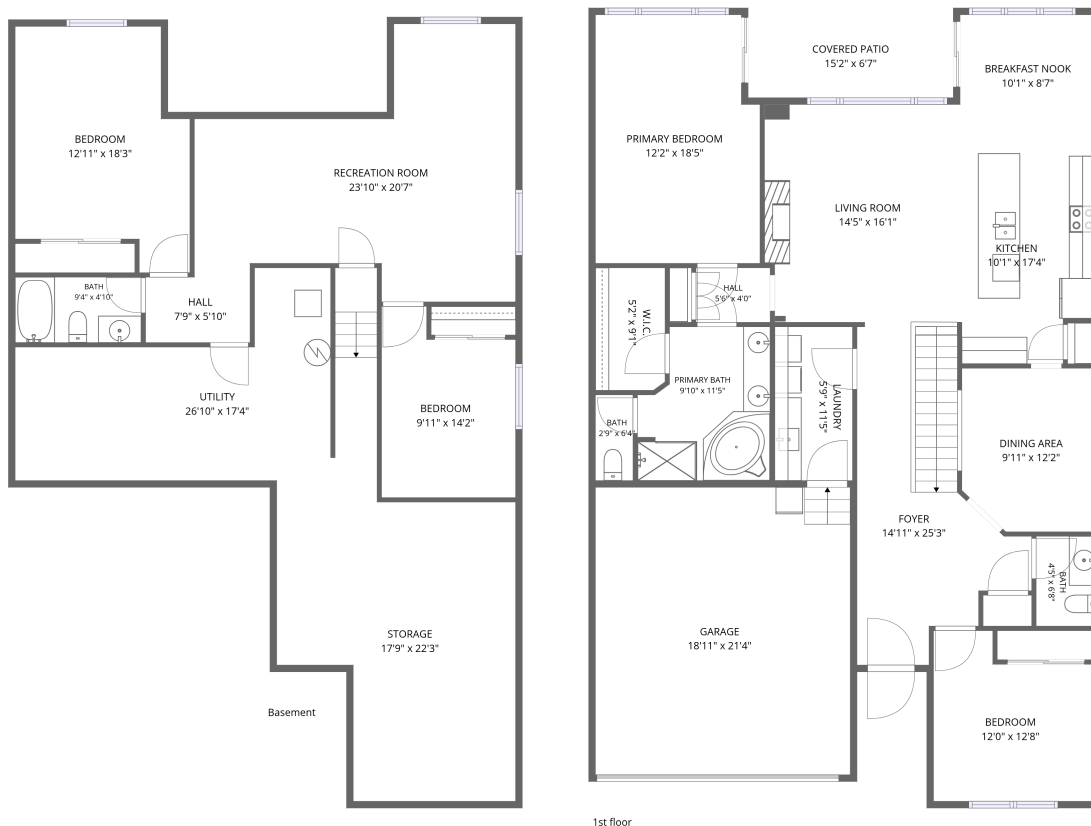 BEDROOM
12'11" x 18'3"
RECREATION ROOM
23'10" x 20'7"
BATH
9'4" x 4'10"
HALL
7'9" x 5'10"
UTILITY
26'10" x 17'4"
BEDROOM
9'11" x 14'2"
STORAGE
17'9" x 22'3"
Basement
COVERED PATIO
15'2" x 6'7"
BREAKFAST NOOK
10'1" x 8'7"
PRIMARY BEDROOM
12'2" x 18'5"
LIVING ROOM
14'5" x 16'1"
KITCHEN
10'1" x 17'4"
HALL
5'6" x 4'0"
W.I.C.
5'2" x 9'1"
PRIMARY BATH
9'10" x 11'5"
LAUNDRY
5'9" x 11'5"
BATH
2'9" x 6'4"
DINING AREA
9'11" x 12'2"
FOYER
14'11" x 25'3"
BATH
4'5" x 6'8"
GARAGE
18'11" x 21'4"
BEDROOM
12'0" x 12'8"
1st floor